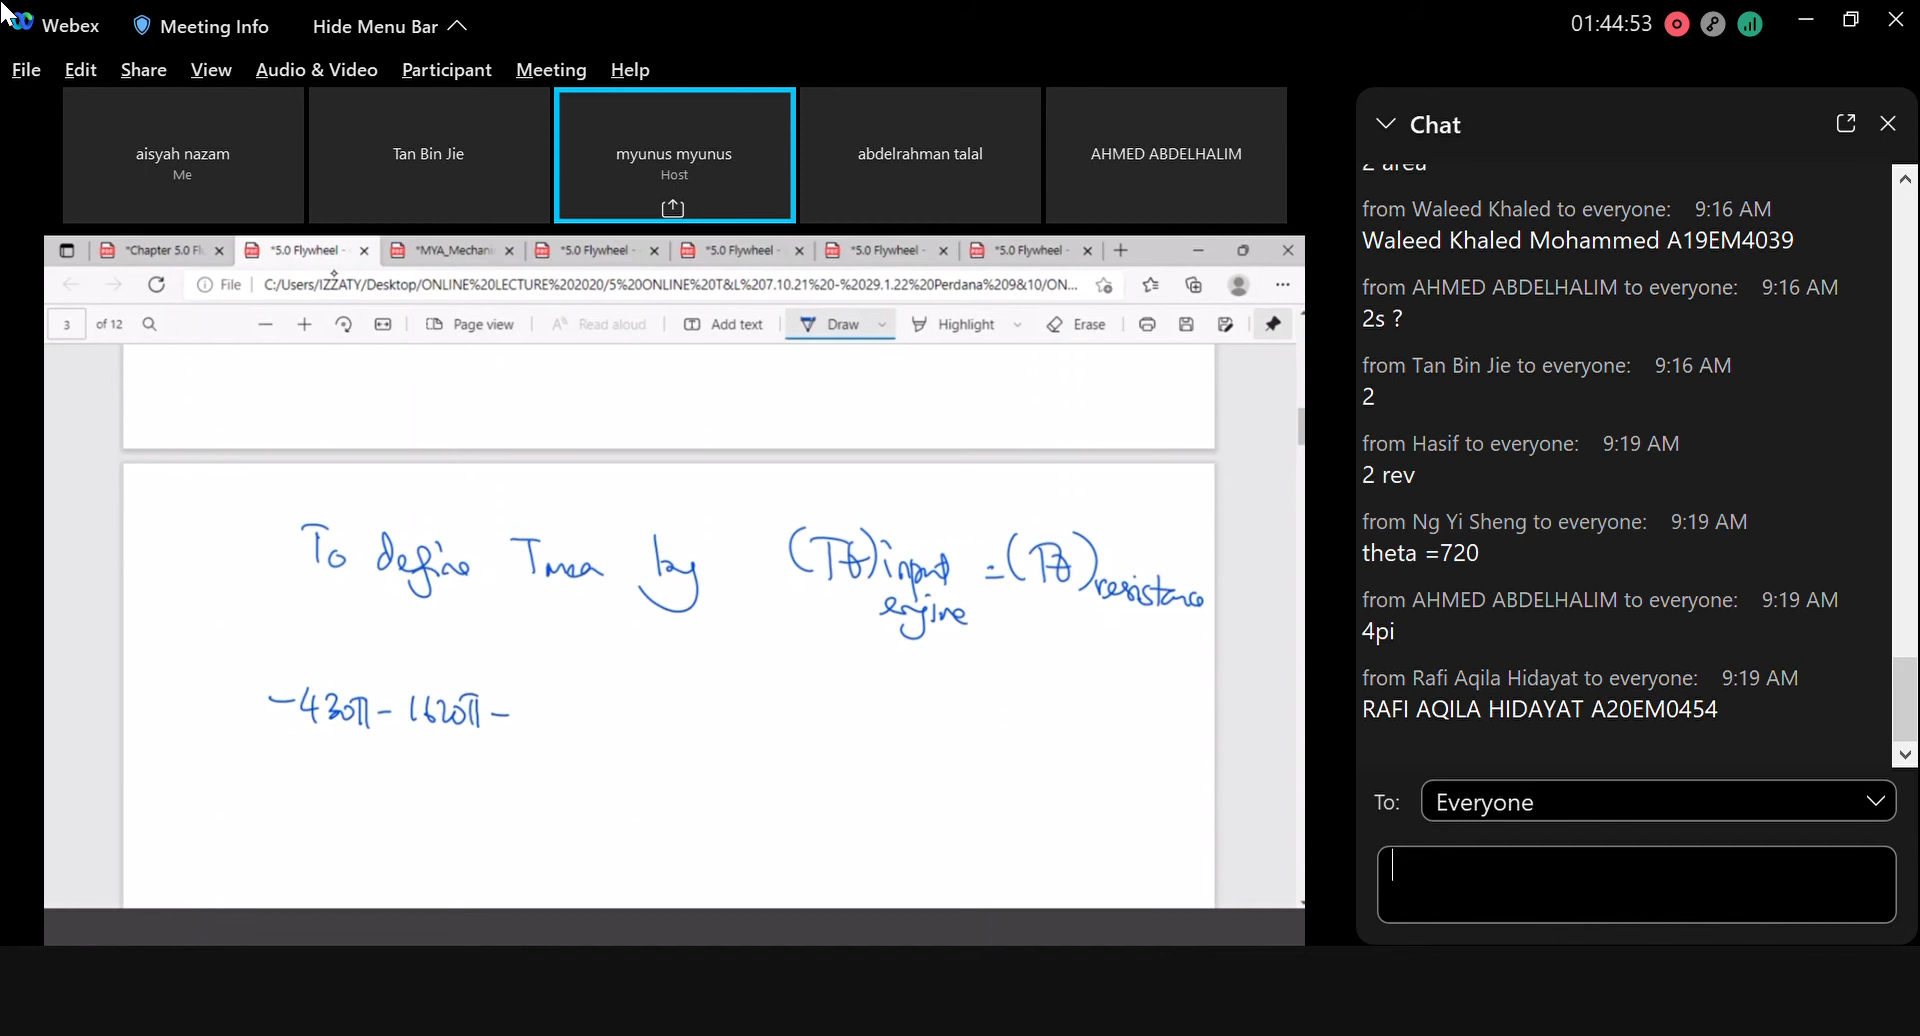 Webex
Meeting Info
Hide Menu Bar
01:44:53
File Edit Share View Audio & Video Participant Meeting Help
aisyah nazam
Me
Tan Bin Jie
myunus myunus
Host
abdelrahman talal
AHMED ABDELHALIM
*Chapter 5.0 Fl
*5.0 Flywheel -
*MYA_Mechani
*5.0 Flywheel -
*5.0 Flywheel -
*5.0 Flywheel -
*5.0 Flywheel -
File
C:/Users/IZZATY/Desktop/ONLINE%20LECTURE%202020/5%20ONLINE%20T&L%207.10.21%20-%2029.1.22%20Perdana%209&10/ON...
3 of 12
Page view
Read aloud
Add text
Draw
Highlight
Erase
To define Tmea by (Tθ)input = (Tθ)resistance
engine
-430π - 1620π -
Chat
2 area
from Waleed Khaled to everyone: 9:16 AM
Waleed Khaled Mohammed A19EM4039
from AHMED ABDELHALIM to everyone: 9:16 AM
2s ?
from Tan Bin Jie to everyone: 9:16 AM
2
from Hasif to everyone: 9:19 AM
2 rev
from Ng Yi Sheng to everyone: 9:19 AM
theta =720
from AHMED ABDELHALIM to everyone: 9:19 AM
4pi
from Rafi Aqila Hidayat to everyone: 9:19 AM
RAFI AQILA HIDAYAT A20EM0454
To: Everyone